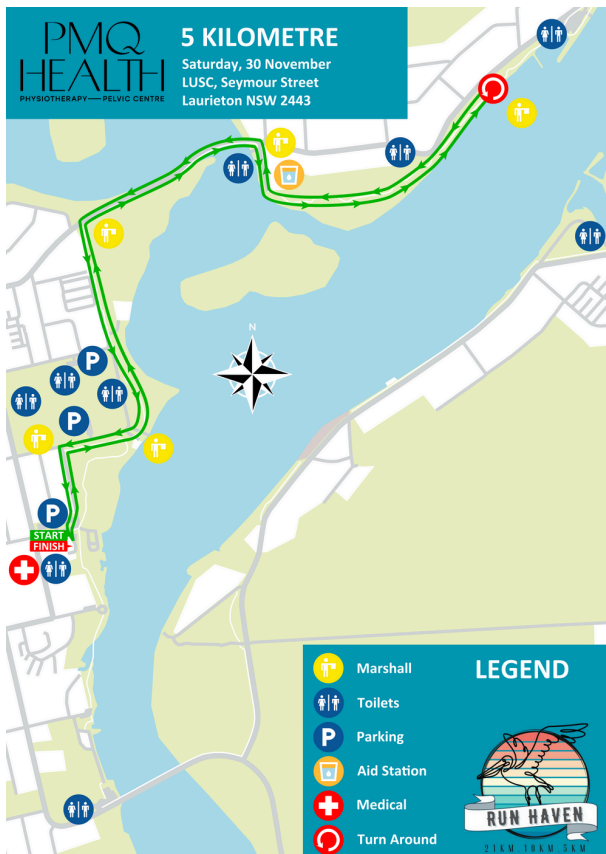 PMQ
HEALTH
PHYSIOTHERAPY — PELVIC CENTRE
5 KILOMETRE
Saturday, 30 November
LUSC, Seymour Street
Laurieton NSW 2443
N
P
P
P
START
FINISH
LEGEND
Marshall
Toilets
P Parking
Aid Station
Medical
Turn Around
RUN HAVEN
21KM.10KM.5KM